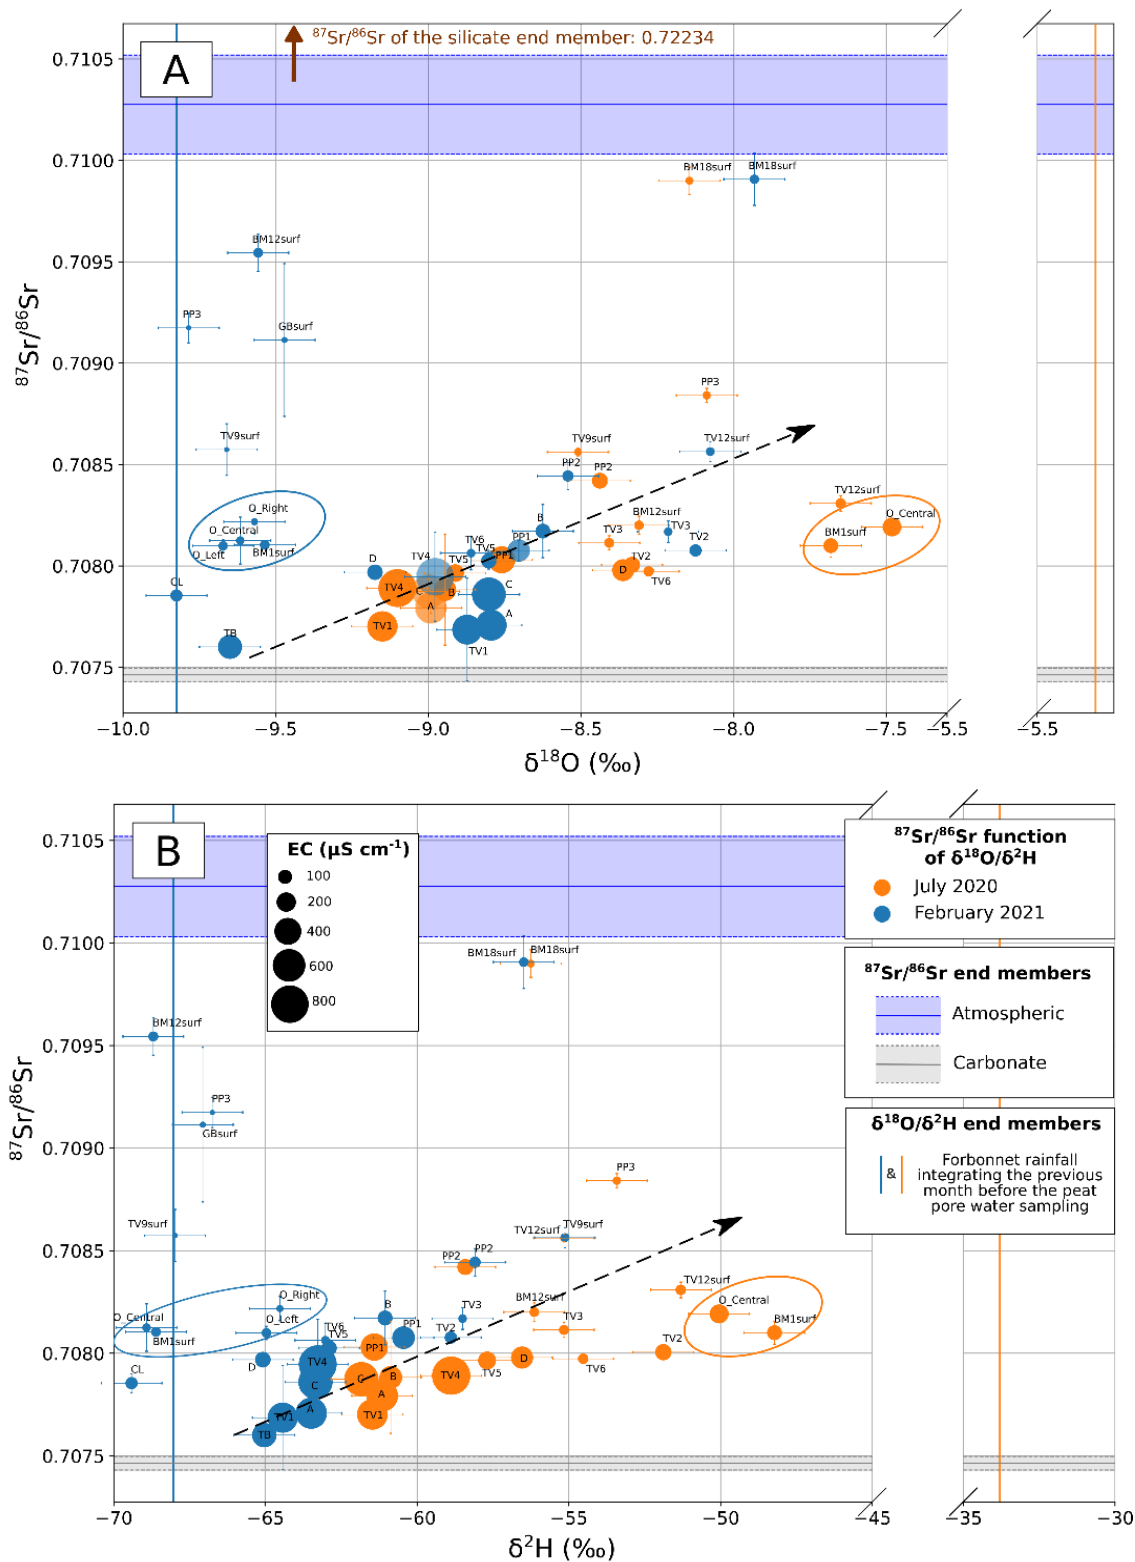 ⁸⁷Sr/⁸⁶Sr of the silicate end member: 0.72234
A
0.7105
0.7100
0.7095
0.7090
0.7085
0.7080
0.7075
⁸⁷Sr/⁸⁶Sr
BM18surf
BM18surf
BM12surf
PP3
GBsurf
PP3
TV9surf
TV9surf
TV12surf
PP2
PP2
TV12surf
O_Right
O_Central
O_Left
BM1surf
B
BM12surf
TV3
TV3
O_Central
BM1surf
TV6
PP1
TV5
PP1
TV2
TV2
D
TV4
TV5
D
TV6
CL
TV4
C
B
C
A
A
TV1
TV1
TB
−10.0
−9.5
−9.0
−8.5
−8.0
−7.5
−5.5
−5.5
δ¹⁸O (‰)
B
EC (µS cm⁻¹)
100
200
400
600
800
⁸⁷Sr/⁸⁶Sr function
of δ¹⁸O/δ²H
July 2020
February 2021
⁸⁷Sr/⁸⁶Sr end members
Atmospheric
Carbonate
δ¹⁸O/δ²H end members
&
Forbonnet rainfall
integrating the previous
month before the peat
pore water sampling
0.7105
0.7100
0.7095
0.7090
0.7085
0.7080
0.7075
⁸⁷Sr/⁸⁶Sr
BM18surf
BM18surf
BM12surf
PP3
GBsurf
PP3
TV9surf
TV12surf
TV9surf
PP2
PP2
TV12surf
O_Right
O_Central
O_Left
BM1surf
B
TV3
BM12surf
TV3
O_Central
BM1surf
TV6
TV5
PP1
TV2
PP1
TV2
D
TV4
TV5
D
TV6
CL
C
C
B
TV4
A
A
TV1
TV1
TB
−70
−65
−60
−55
−50
−45
−35
−30
δ²H (‰)